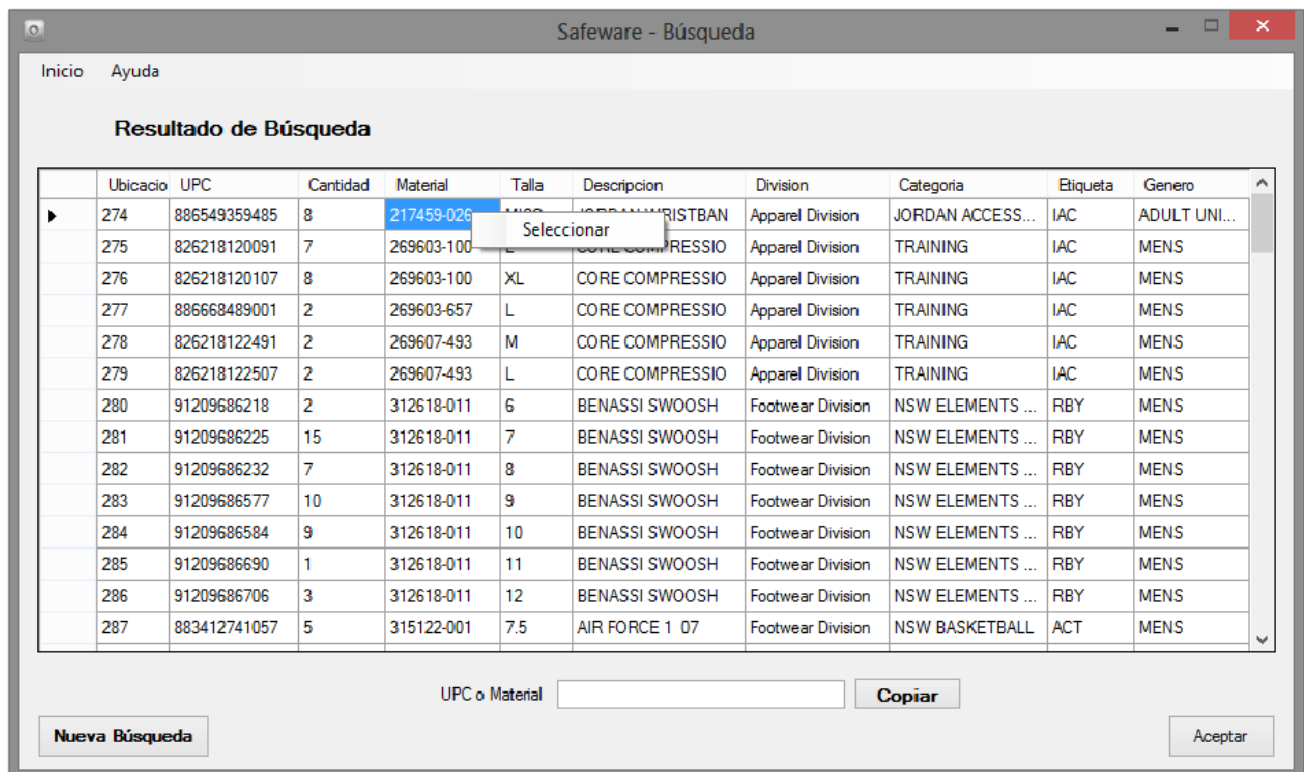 Safeware - Búsqueda
Inicio Ayuda
Resultado de Búsqueda
Ubicacio UPC Cantidad Material Talla Descripcion Division Categoria Etiqueta Genero
274 886549359485 8 217459-026 JORDAN WRISTBAN Apparel Division JORDAN ACCESS... IAC ADULT UNI...
Seleccionar
275 826218120091 7 269603-100 L CORE COMPRESSIO Apparel Division TRAINING IAC MENS
276 826218120107 8 269603-100 XL CORE COMPRESSIO Apparel Division TRAINING IAC MENS
277 886668489001 2 269603-657 L CORE COMPRESSIO Apparel Division TRAINING IAC MENS
278 826218122491 2 269607-493 M CORE COMPRESSIO Apparel Division TRAINING IAC MENS
279 826218122507 2 269607-493 L CORE COMPRESSIO Apparel Division TRAINING IAC MENS
280 91209686218 2 312618-011 6 BENASSI SWOOSH Footwear Division NSW ELEMENTS ... RBY MENS
281 91209686225 15 312618-011 7 BENASSI SWOOSH Footwear Division NSW ELEMENTS ... RBY MENS
282 91209686232 7 312618-011 8 BENASSI SWOOSH Footwear Division NSW ELEMENTS ... RBY MENS
283 91209686577 10 312618-011 9 BENASSI SWOOSH Footwear Division NSW ELEMENTS ... RBY MENS
284 91209686584 9 312618-011 10 BENASSI SWOOSH Footwear Division NSW ELEMENTS ... RBY MENS
285 91209686690 1 312618-011 11 BENASSI SWOOSH Footwear Division NSW ELEMENTS ... RBY MENS
286 91209686706 3 312618-011 12 BENASSI SWOOSH Footwear Division NSW ELEMENTS ... RBY MENS
287 883412741057 5 315122-001 7.5 AIR FORCE 1 07 Footwear Division NSW BASKETBALL ACT MENS
UPC o Material Copiar
Nueva Búsqueda Aceptar